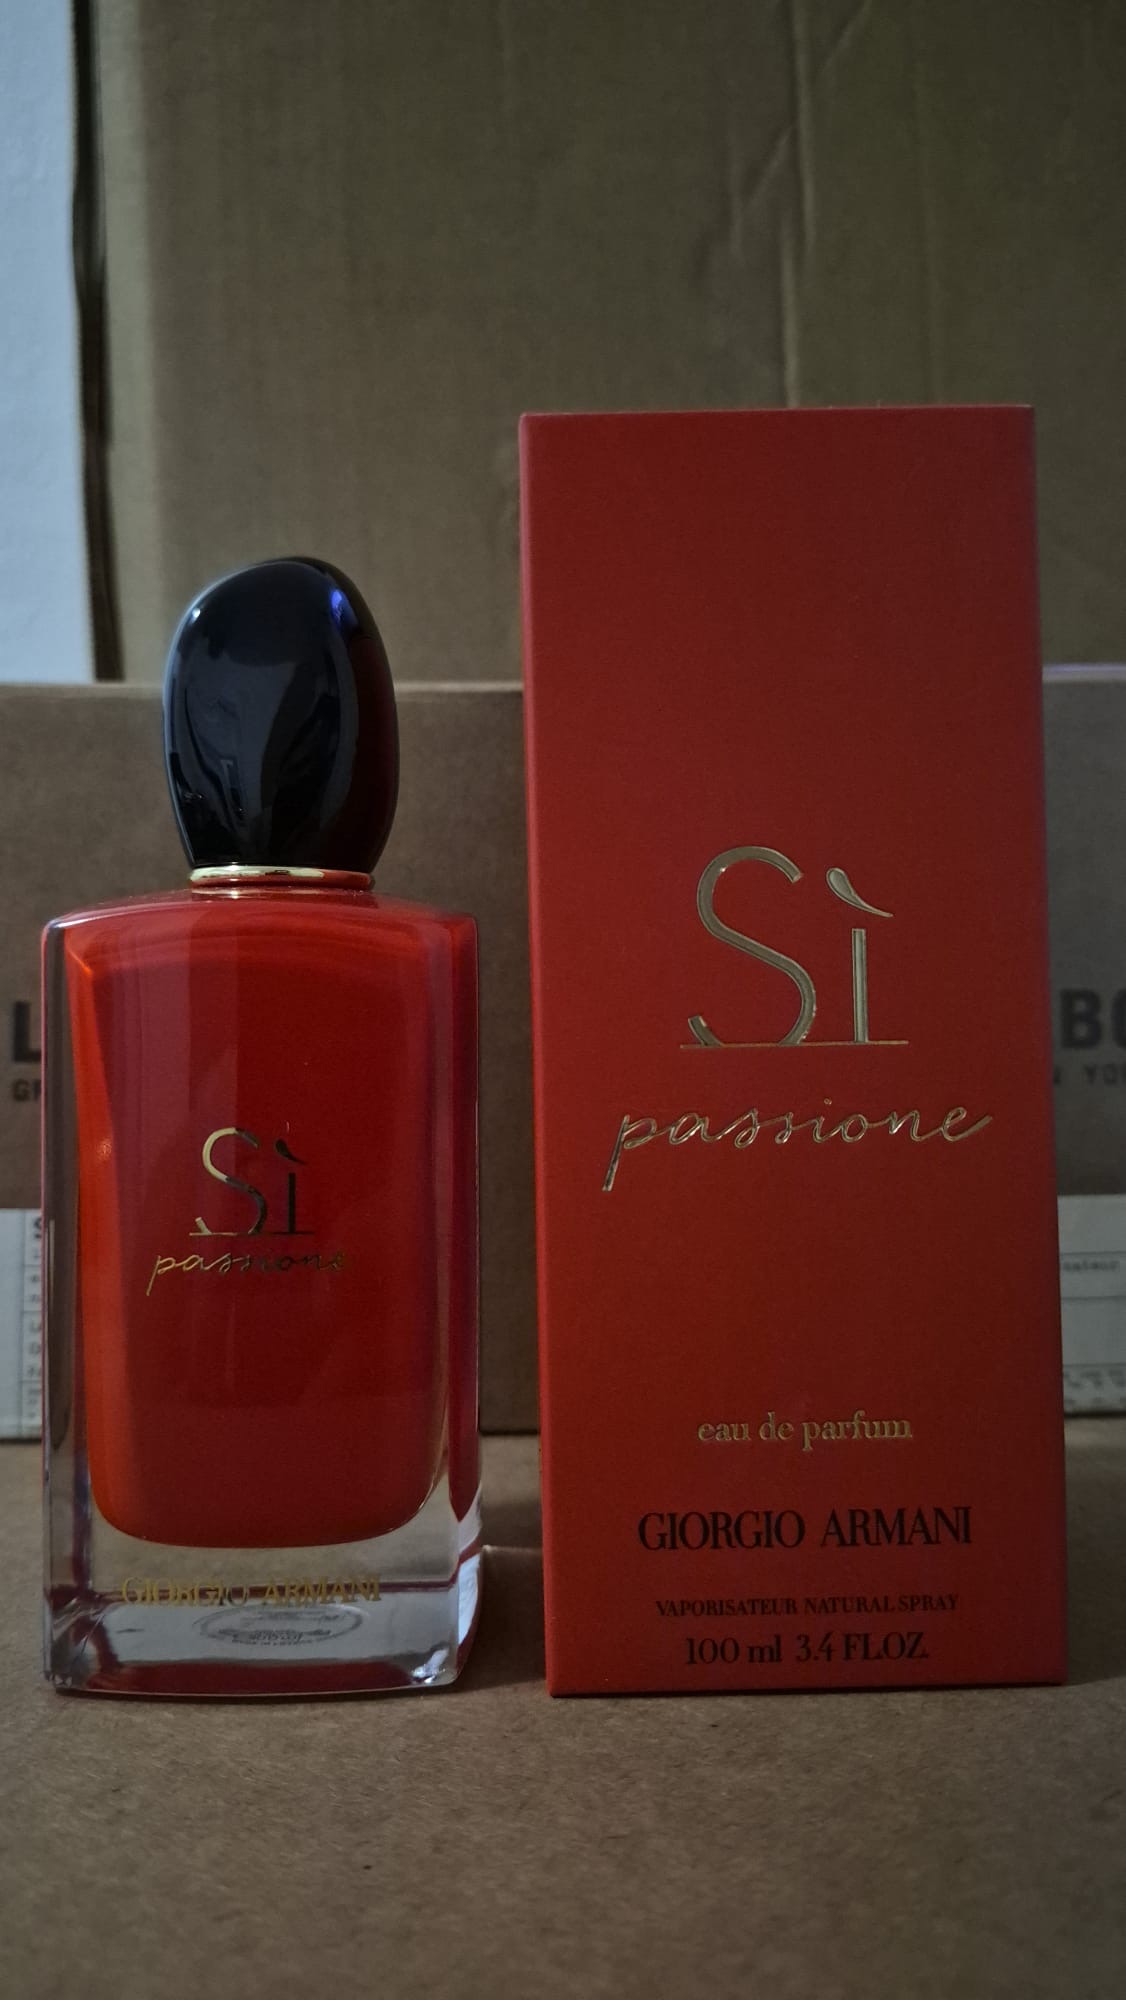 Sì
passione
GIORGIO ARMANI
Sì
passione
eau de parfum
GIORGIO ARMANI
VAPORISATEUR NATURAL SPRAY
100 ml 3.4 FL.OZ.